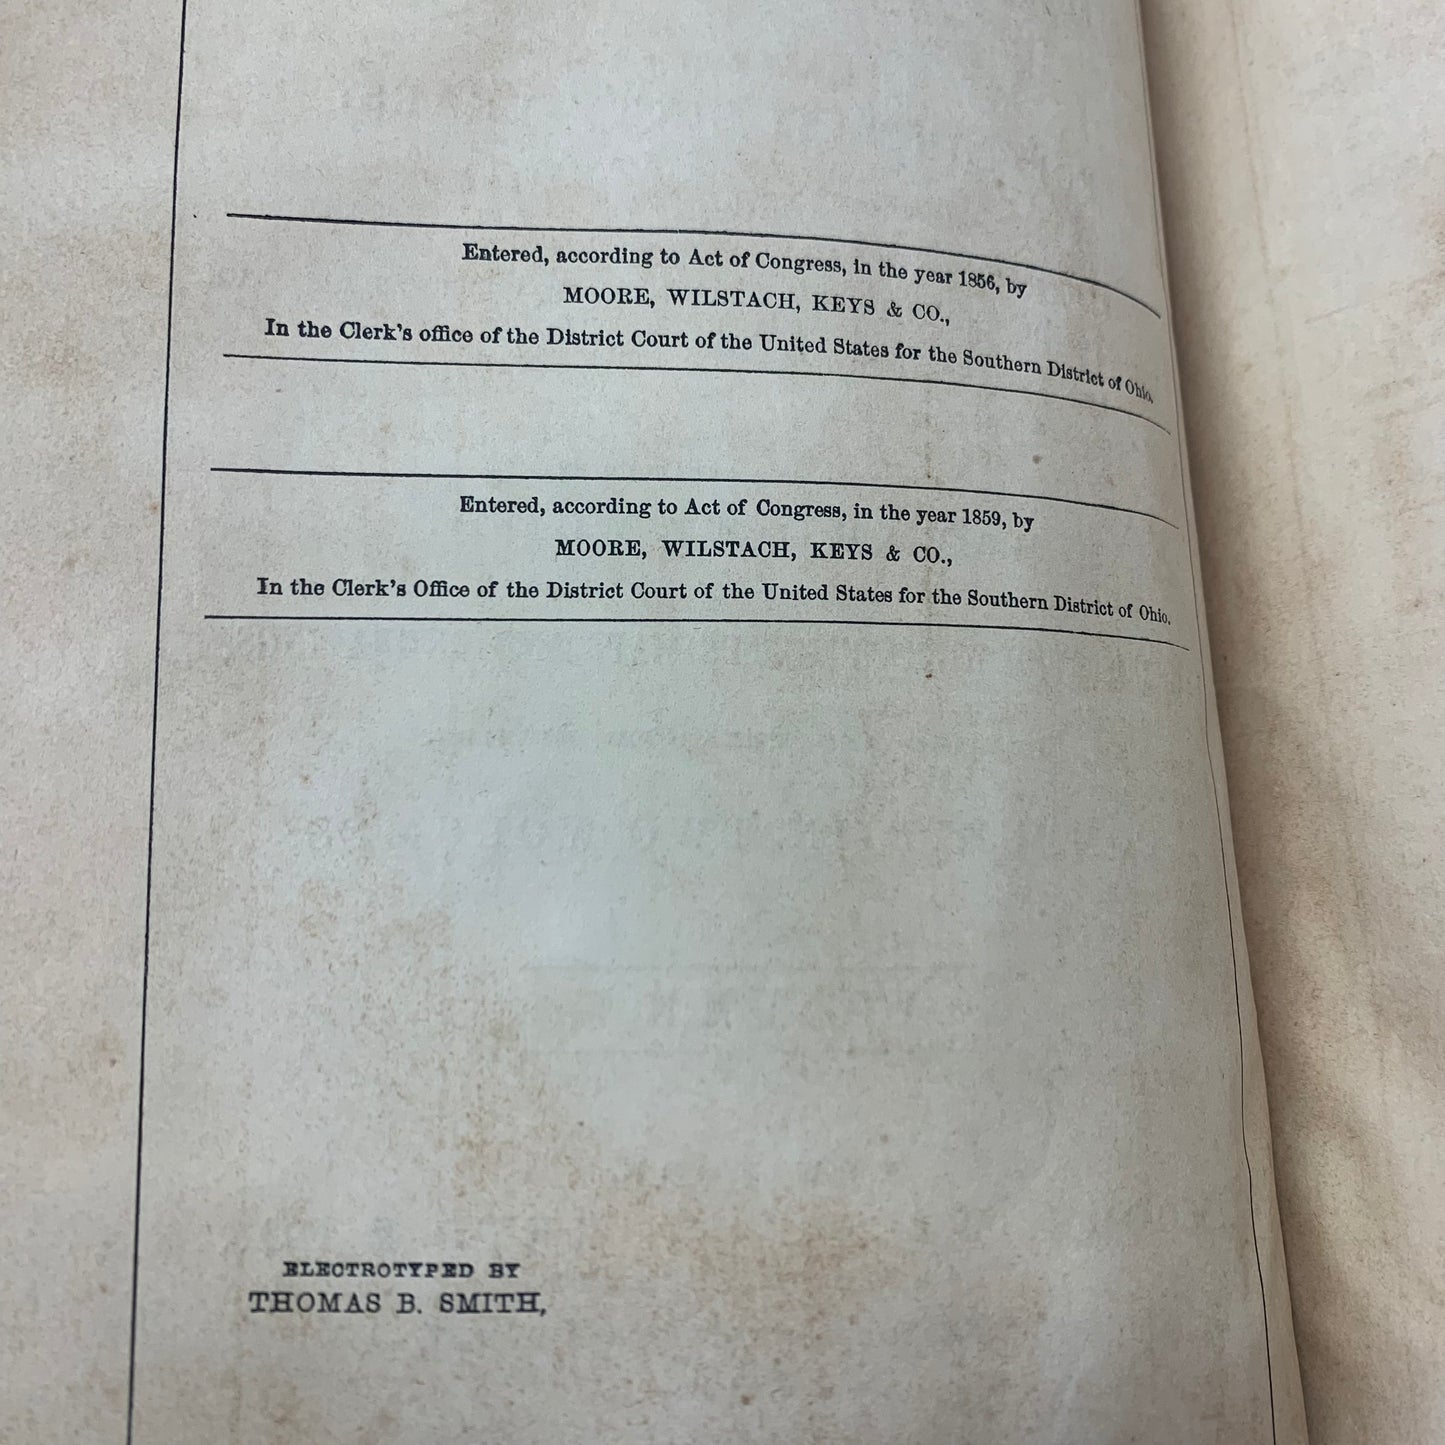 Entered, according to Act of Congress, in the year 1856, by
MOORE, WILSTACH, KEYS & CO.,
In the Clerk's office of the District Court of the United States for the Southern District of Ohio.
Entered, according to Act of Congress, in the year 1859, by
MOORE, WILSTACH, KEYS & CO.,
In the Clerk's Office of the District Court of the United States for the Southern District of Ohio.
ELECTROTYPED BY
THOMAS B. SMITH,